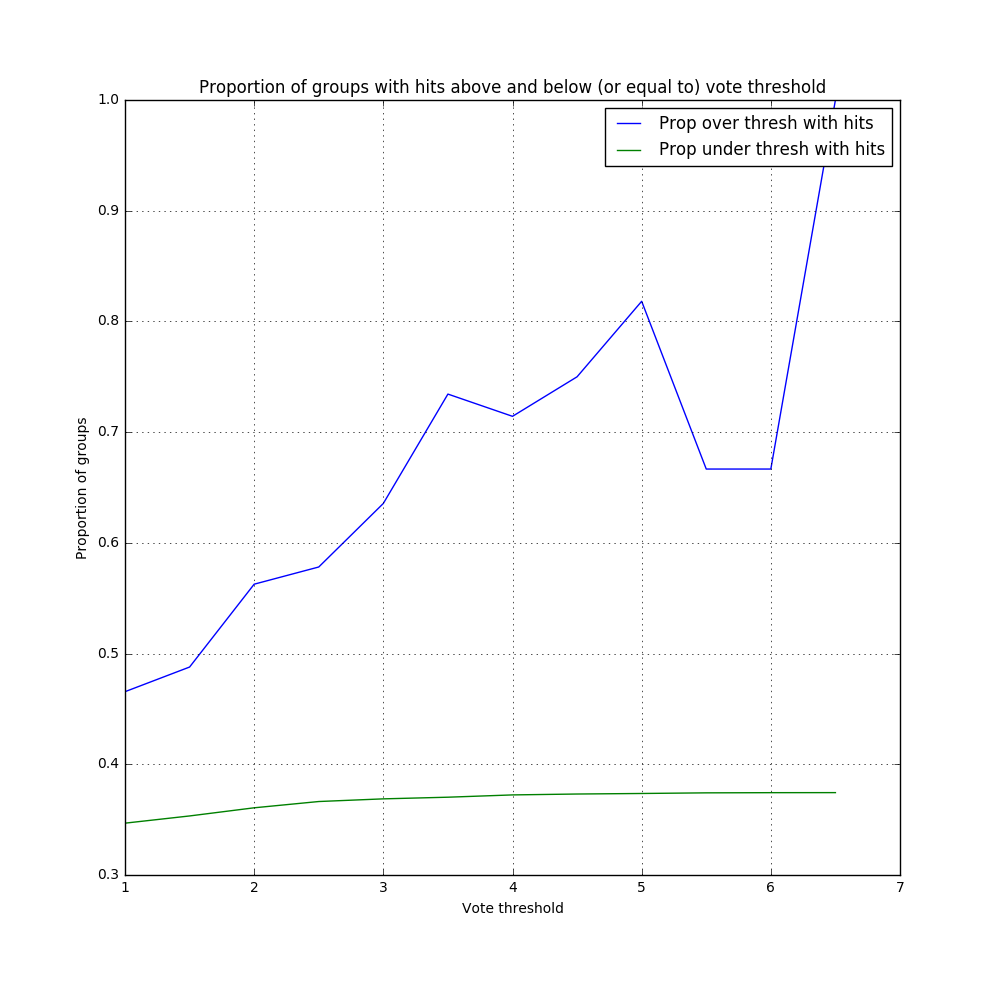 Proportion of groups with hits above and below (or equal to) vote threshold
Prop over thresh with hits
Prop under thresh with hits
1.0
0.9
0.8
0.7
0.6
0.5
0.4
0.3
Proportion of groups
1 2 3 4 5 6 7
Vote threshold